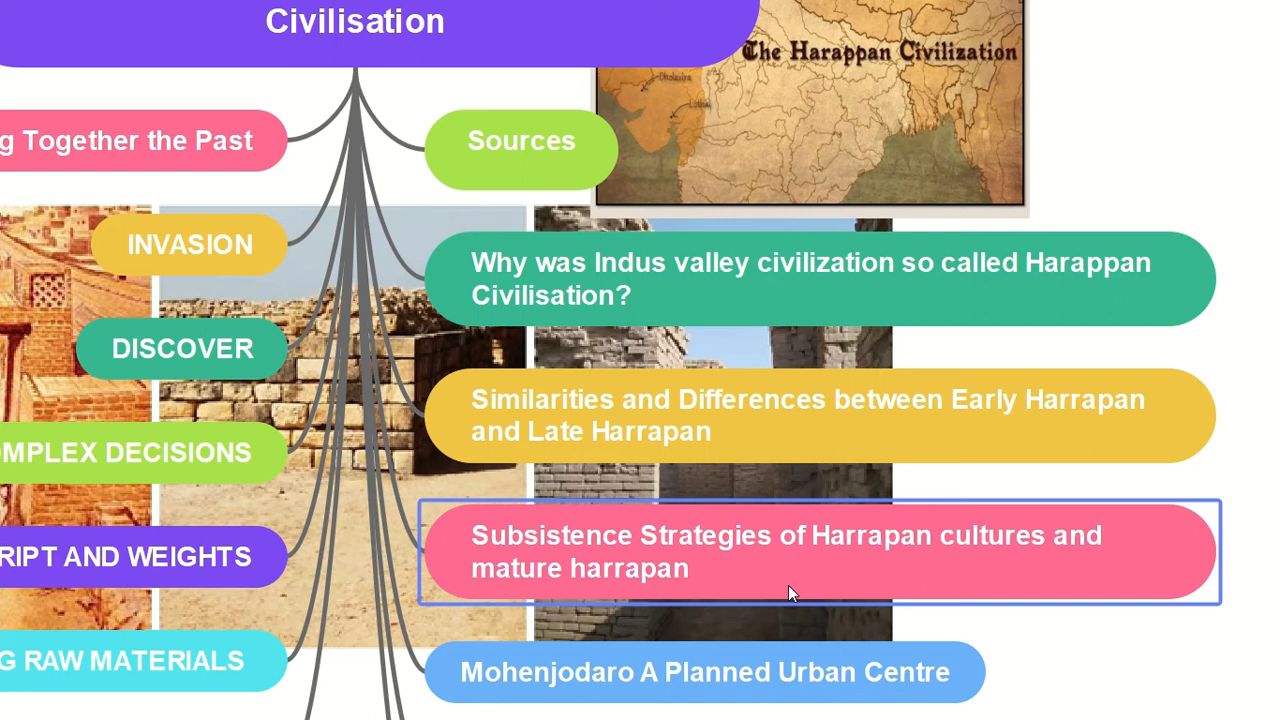 Civilisation
The Harappan Civilization
Dholavira
Lothal
g Together the Past
Sources
INVASION
Why was Indus valley civilization so called Harappan
Civilisation?
DISCOVER
Similarities and Differences between Early Harrapan
and Late Harrapan
OMPLEX DECISIONS
Subsistence Strategies of Harrapan cultures and
mature harrapan
RIPT AND WEIGHTS
G RAW MATERIALS
Mohenjodaro A Planned Urban Centre